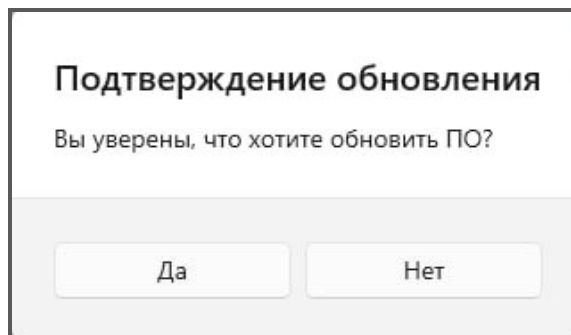 Подтверждение обновления
Вы уверены, что хотите обновить ПО?
Да
Нет